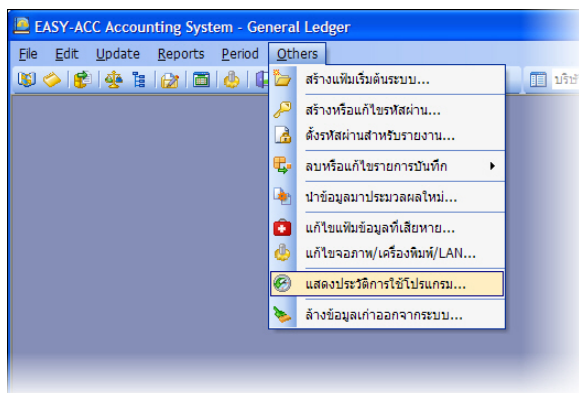 EASY-ACC Accounting System - General Ledger
File Edit Update Reports Period Others
สร้างแฟ้มเริ่มต้นระบบ...
สร้างหรือแก้ไขรหัสผ่าน...
ตั้งรหัสผ่านสำหรับรายงาน...
ลบหรือแก้ไขรายการบันทึก
นำข้อมูลมาประมวลผลใหม่...
แก้ไขแฟ้มข้อมูลที่เสียหาย...
แก้ไขจอภาพ/เครื่องพิมพ์/LAN...
แสดงประวัติการใช้โปรแกรม...
ล้างข้อมูลเก่าออกจากระบบ...